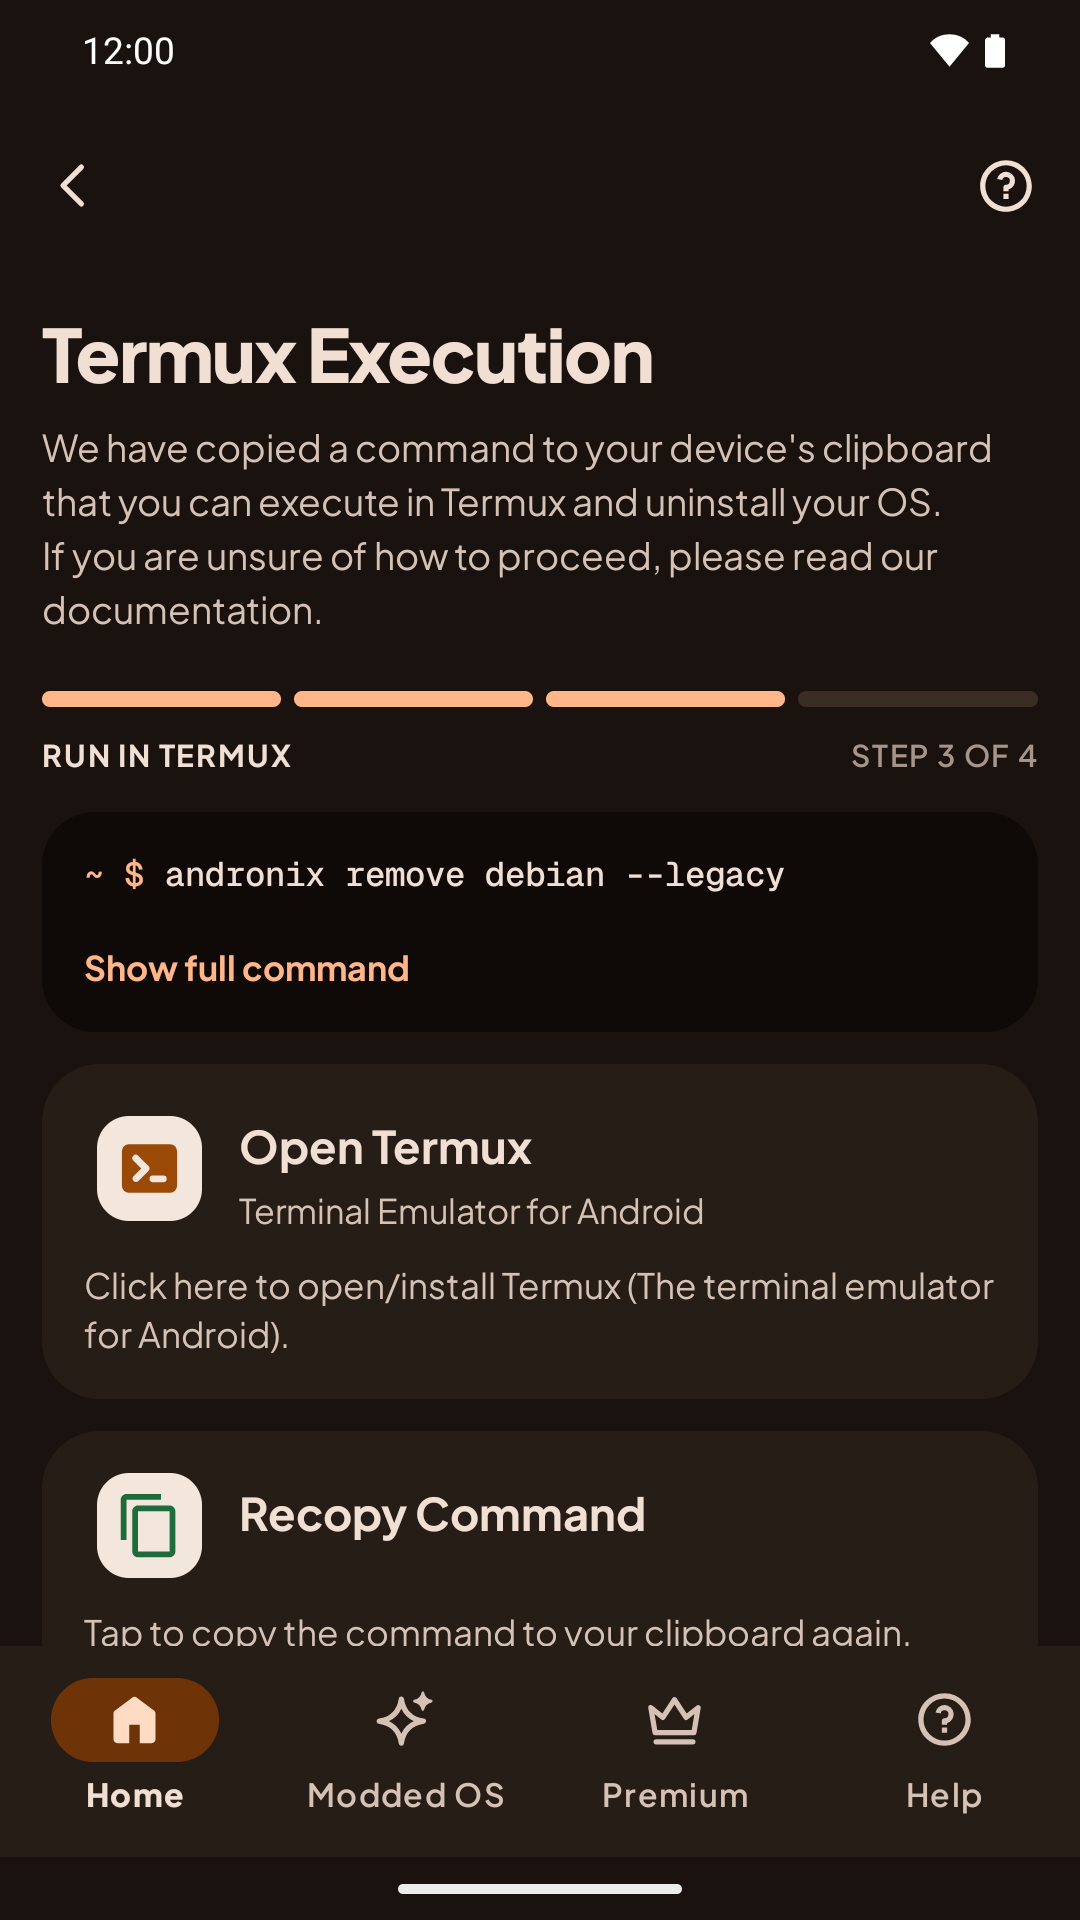 12:00
Termux Execution
We have copied a command to your device's clipboard
that you can execute in Termux and uninstall your OS.
If you are unsure of how to proceed, please read our
documentation.
RUN IN TERMUX
STEP 3 OF 4
~ $ andronix remove debian --legacy
Show full command
Open Termux
Terminal Emulator for Android
Click here to open/install Termux (The terminal emulator
for Android).
Recopy Command
Tap to copy the command to your clipboard again.
Home
Modded OS
Premium
Help